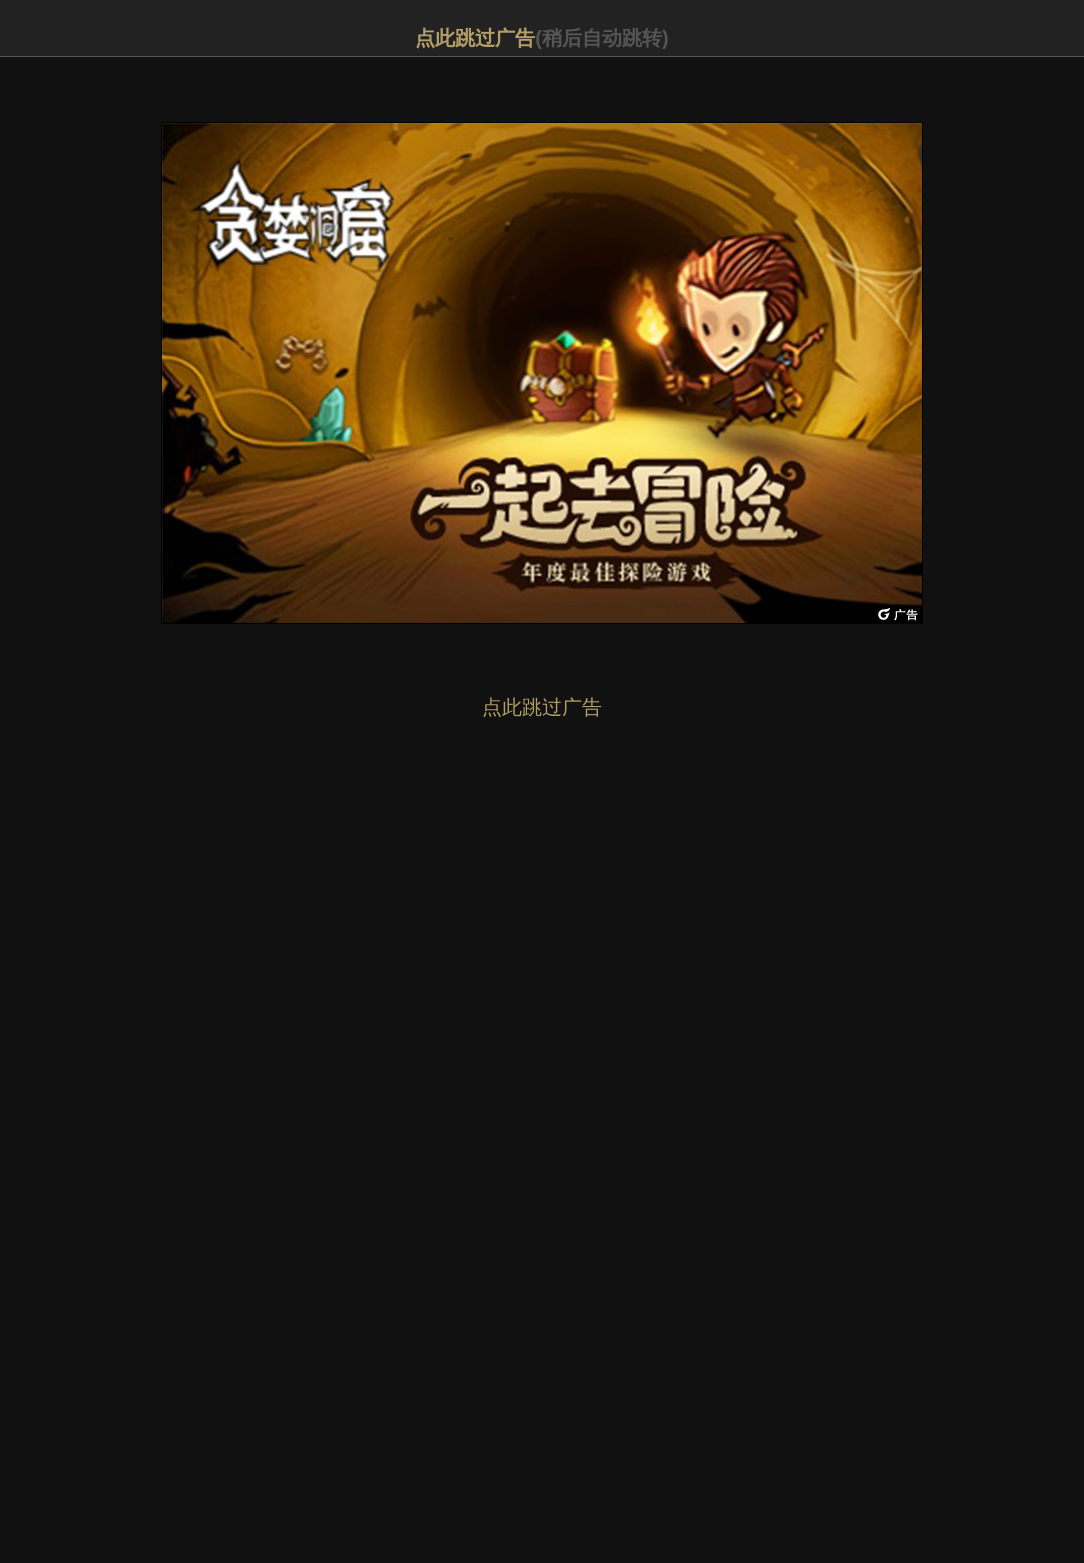 点此跳过广告(稍后自动跳转)
贪婪洞窟
一起去冒险
年度最佳探险游戏
广告
点此跳过广告